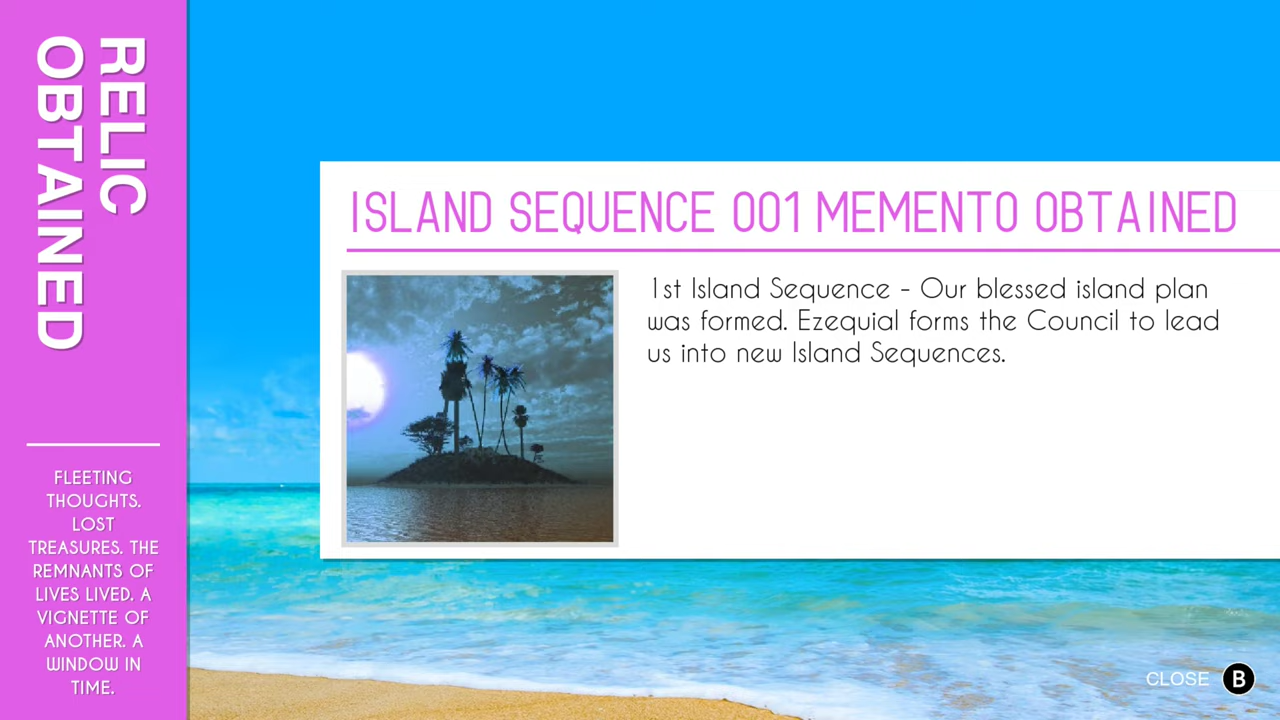 RELIC
OBTAINED
FLEETING
THOUGHTS.
LOST
TREASURES. THE
REMNANTS OF
LIVES LIVED. A
VIGNETTE OF
ANOTHER. A
WINDOW IN
TIME.
ISLAND SEQUENCE 001 MEMENTO OBTAINED
1st Island Sequence - Our blessed island plan
was formed. Ezequial forms the Council to lead
us into new Island Sequences.
CLOSE B